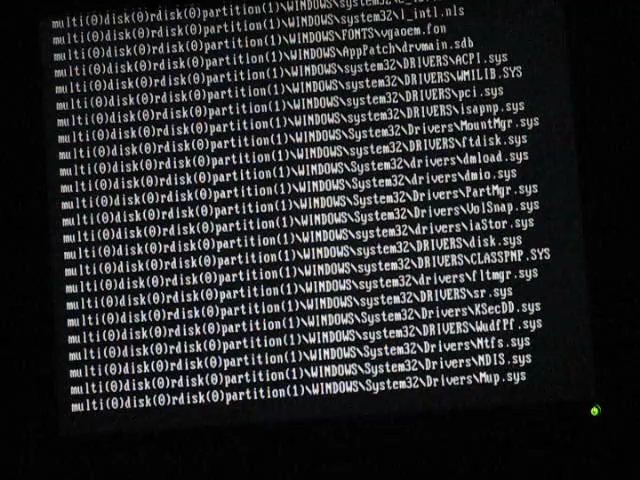 multi(0)disk(0)rdisk(0)partition(1)\WINDOWS\system32\l_intl.nls
multi(0)disk(0)rdisk(0)partition(1)\WINDOWS\FONTS\vgaoem.fon
multi(0)disk(0)rdisk(0)partition(1)\WINDOWS\AppPatch\drvmain.sdb
multi(0)disk(0)rdisk(0)partition(1)\WINDOWS\system32\DRIVERS\ACPI.sys
multi(0)disk(0)rdisk(0)partition(1)\WINDOWS\system32\DRIVERS\WMILIB.SYS
multi(0)disk(0)rdisk(0)partition(1)\WINDOWS\system32\DRIVERS\pci.sys
multi(0)disk(0)rdisk(0)partition(1)\WINDOWS\system32\DRIVERS\isapnp.sys
multi(0)disk(0)rdisk(0)partition(1)\WINDOWS\System32\Drivers\MountMgr.sys
multi(0)disk(0)rdisk(0)partition(1)\WINDOWS\system32\DRIVERS\ftdisk.sys
multi(0)disk(0)rdisk(0)partition(1)\WINDOWS\System32\drivers\dmload.sys
multi(0)disk(0)rdisk(0)partition(1)\WINDOWS\System32\drivers\dmio.sys
multi(0)disk(0)rdisk(0)partition(1)\WINDOWS\System32\Drivers\PartMgr.sys
multi(0)disk(0)rdisk(0)partition(1)\WINDOWS\System32\Drivers\VolSnap.sys
multi(0)disk(0)rdisk(0)partition(1)\WINDOWS\system32\drivers\iaStor.sys
multi(0)disk(0)rdisk(0)partition(1)\WINDOWS\system32\DRIVERS\disk.sys
multi(0)disk(0)rdisk(0)partition(1)\WINDOWS\system32\DRIVERS\CLASSPNP.SYS
multi(0)disk(0)rdisk(0)partition(1)\WINDOWS\system32\drivers\fltmgr.sys
multi(0)disk(0)rdisk(0)partition(1)\WINDOWS\system32\DRIVERS\sr.sys
multi(0)disk(0)rdisk(0)partition(1)\WINDOWS\System32\Drivers\KSecDD.sys
multi(0)disk(0)rdisk(0)partition(1)\WINDOWS\system32\DRIVERS\WudfPf.sys
multi(0)disk(0)rdisk(0)partition(1)\WINDOWS\System32\Drivers\Ntfs.sys
multi(0)disk(0)rdisk(0)partition(1)\WINDOWS\System32\Drivers\NDIS.sys
multi(0)disk(0)rdisk(0)partition(1)\WINDOWS\System32\Drivers\Mup.sys